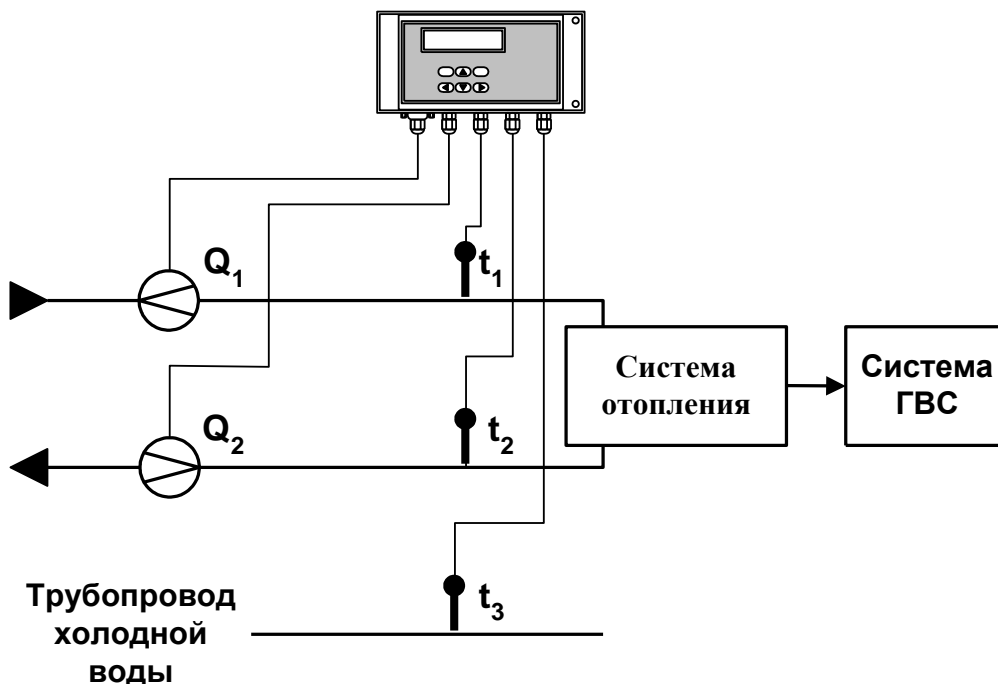 Q1
t1
Система
отопления
Система
ГВС
Q2
t2
t3
Трубопровод
холодной
воды